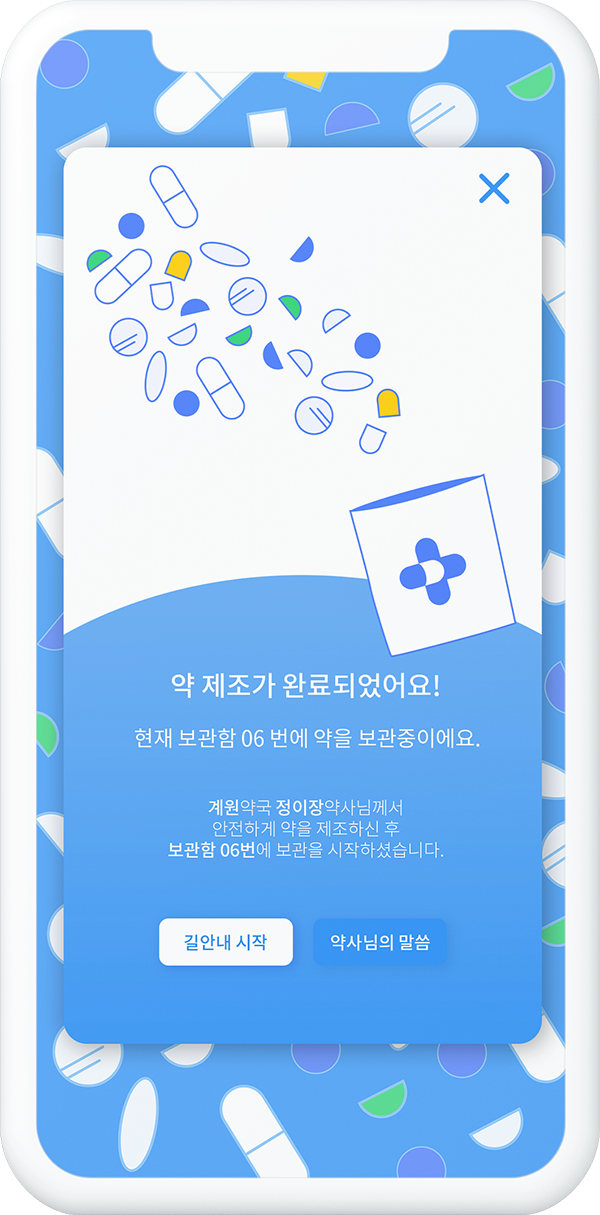 약 제조가 완료되었어요!
현재 보관함 06 번에 약을 보관중이에요.
계원약국 정이장약사님께서
안전하게 약을 제조하신 후
보관함 06번에 보관을 시작하셨습니다.
길안내 시작 약사님의 말씀